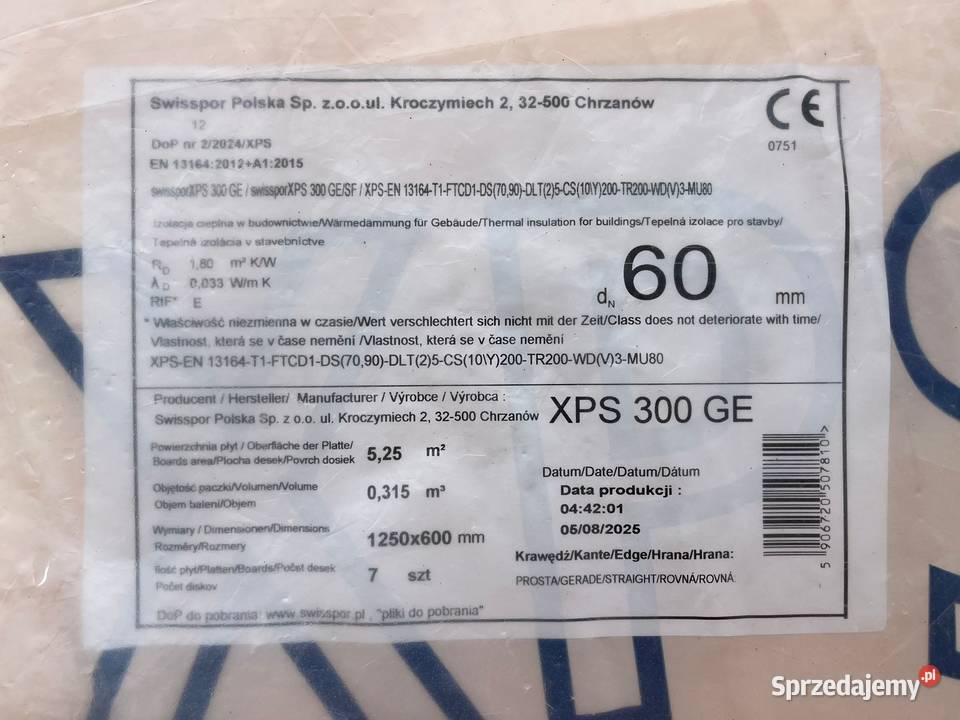 Swisspor Polska Sp. z.o.o.ul. Kroczymiech 2, 32-500 Chrzanów
12
DoP nr 2/2024/XPS
EN 13164:2012+A1:2015
swissporXPS 300 GE / swissporXPS 300 GE/SF / XPS-EN 13164-T1-FTCD1-DS(70,90)-DLT(2)5-CS(10\Y)200-TR200-WD(V)3-MU80
CE
0751
Izolacja cieplna w budownictwie/Wärmedämmung für Gebäude/Thermal insulation for buildings/Tepelná izolace pro stavby/
Tepelná izolácia v stavebníctve
RD 1,80 m² K/W
λD 0,033 W/m K
RtF* E
dN 60 mm
* Właściwość niezmienna w czasie/Wert verschlechtert sich nicht mit der Zeit/Class does not deteriorate with time/
Vlastnost, která se v čase nemění /Vlastnost, která se v čase nemění
XPS-EN 13164-T1-FTCD1-DS(70,90)-DLT(2)5-CS(10\Y)200-TR200-WD(V)3-MU80
Producent / Hersteller/ Manufacturer / Výrobce / Výrobca :
Swisspor Polska Sp. z o.o. ul. Kroczymiech 2, 32-500 Chrzanów
XPS 300 GE
Powierzchnia płyt / Oberfläche der Platte/
Boards area/Plocha desek/Povrch dosiek
5,25 m²
Objętość paczki/Volumen/Volume
Objem balení/Objem
0,315 m³
Wymiary / Dimensionen/Dimensions
Rozměry/Rozmery
1250x600 mm
Ilość płyt/Platten/Boards/Počet desek
Počet diskov
7 szt
Datum/Date/Datum/Dátum
Data produkcji :
04:42:01
05/08/2025
Krawędź/Kante/Edge/Hrana/Hrana:
PROSTA/GERADE/STRAIGHT/ROVNÁ/ROVNÁ
5 906720 507810 >
DoP do pobrania: www.swisspor.pl , "pliki do pobrania"
Sprzedajemy.pl